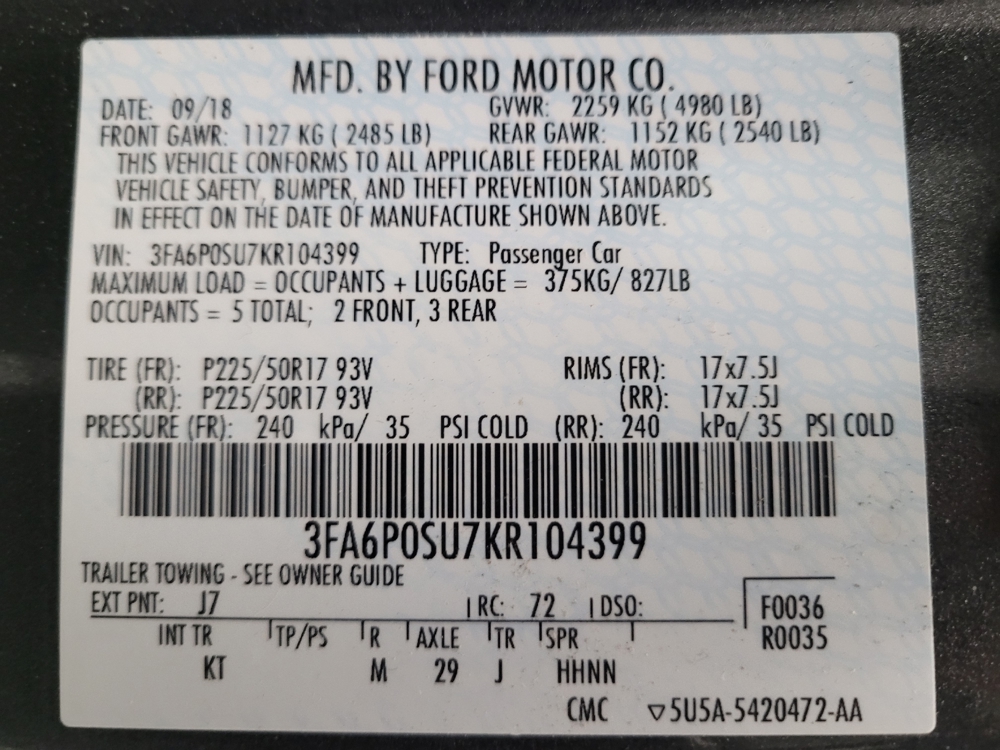 MFD. BY FORD MOTOR CO.
DATE: 09/18 GVWR: 2259 KG ( 4980 LB)
FRONT GAWR: 1127 KG ( 2485 LB) REAR GAWR: 1152 KG ( 2540 LB)
THIS VEHICLE CONFORMS TO ALL APPLICABLE FEDERAL MOTOR
VEHICLE SAFETY, BUMPER, AND THEFT PREVENTION STANDARDS
IN EFFECT ON THE DATE OF MANUFACTURE SHOWN ABOVE.
VIN: 3FA6P0SU7KR104399 TYPE: Passenger Car
MAXIMUM LOAD = OCCUPANTS + LUGGAGE = 375KG/ 827LB
OCCUPANTS = 5 TOTAL; 2 FRONT, 3 REAR
TIRE (FR): P225/50R17 93V RIMS (FR): 17x7.5J
(RR): P225/50R17 93V (RR): 17x7.5J
PRESSURE (FR): 240 kPa/ 35 PSI COLD (RR): 240 kPa/ 35 PSI COLD
3FA6P0SU7KR104399
TRAILER TOWING - SEE OWNER GUIDE
EXT PNT: J7 RC: 72 DSO: F0036
INT TR TP/PS R AXLE TR SPR R0035
KT M 29 J HHNN
CMC ▽5U5A-5420472-AA